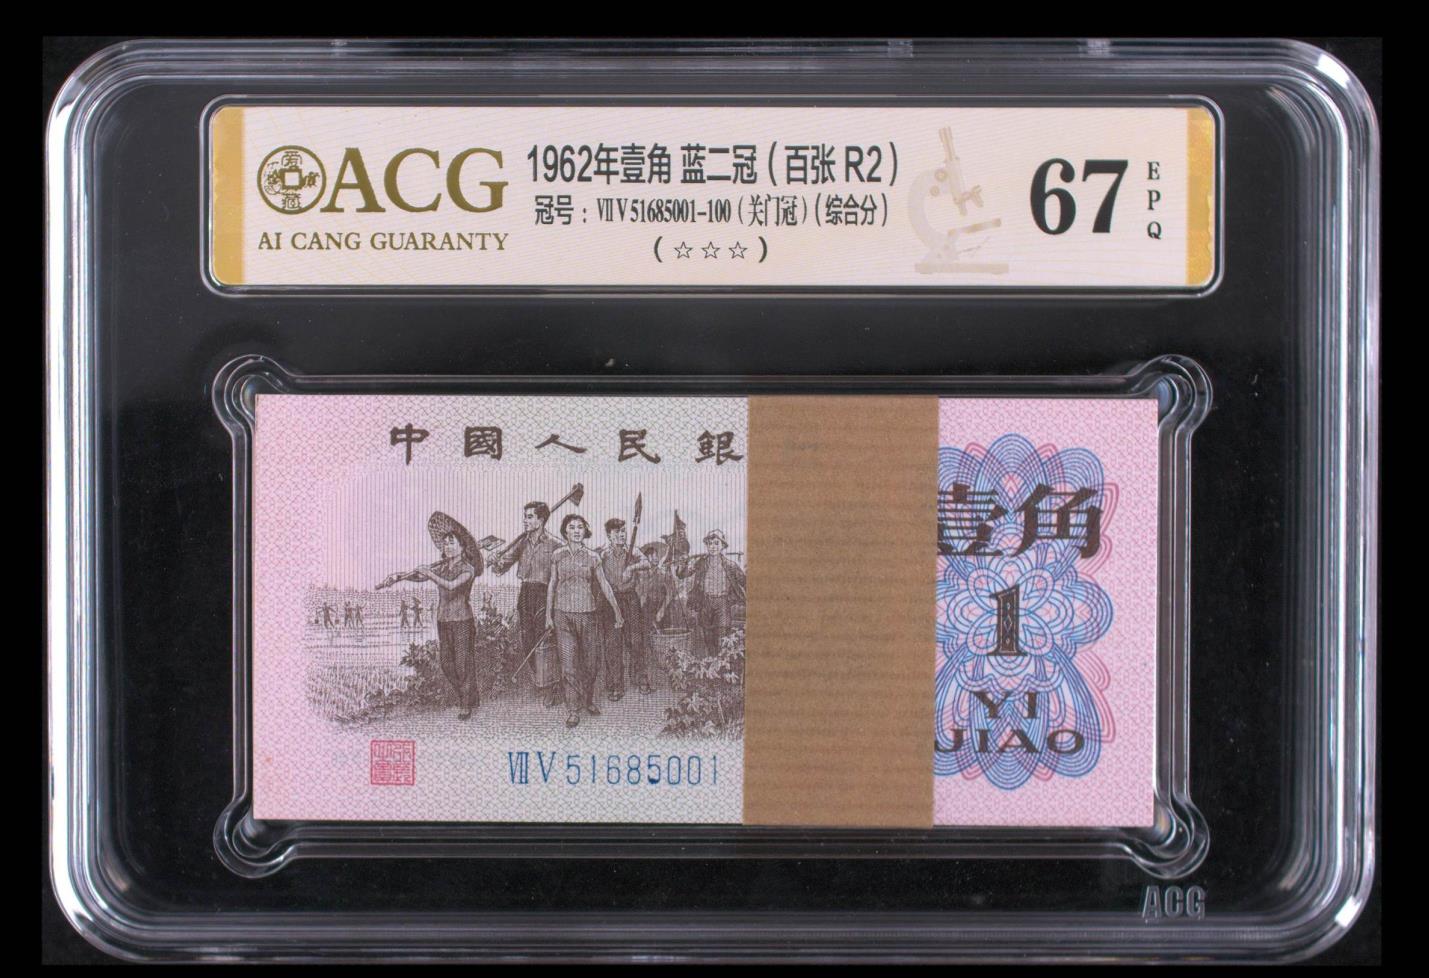 爱藏
ACG
AI CANG GUARANTY
1962年壹角 蓝二冠（百张 R2）
冠号：ⅦⅤ51685001-100（关门冠）（综合分）
（☆☆☆）
67
EPQ
中國人民銀
壹角
1
YI
JIAO
ⅦⅤ51685001
ACG